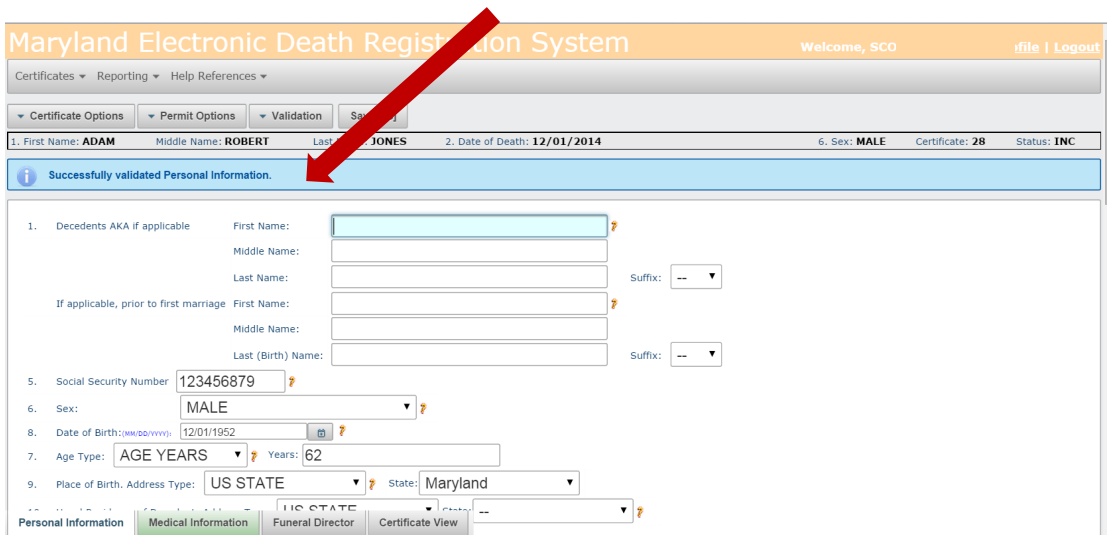 Maryland Electronic Death Regist on System
Welcome, SCO file | Logout
Certificates Reporting Help References
Certificate Options Permit Options Validation
1. First Name: ADAM Middle Name: ROBERT JONES 2. Date of Death: 12/01/2014 6. Sex: MALE Certificate: 28 Status: INC
Successfully validated Personal Information.
1. Decedents AKA if applicable First Name:
Middle Name:
Last Name: Suffix: --
If applicable, prior to first marriage First Name:
Middle Name:
Last (Birth) Name: Suffix: --
5. Social Security Number 123456879
6. Sex: MALE
8. Date of Birth:(MM/DD/YYYY): 12/01/1952
7. Age Type: AGE YEARS Years: 62
9. Place of Birth. Address Type: US STATE State: Maryland
US STATE State: --
Personal Information Medical Information Funeral Director Certificate View